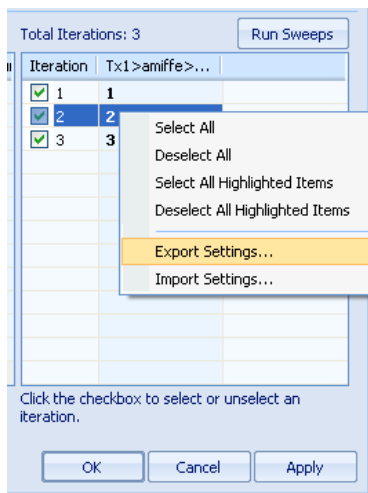 Total Iterations: 3 Run Sweeps
Iteration Tx1>amiffe>...
1 1
2 2
3 3
Select All
Deselect All
Select All Highlighted Items
Deselect All Highlighted Items
Export Settings...
Import Settings...
Click the checkbox to select or unselect an
iteration.
OK Cancel Apply